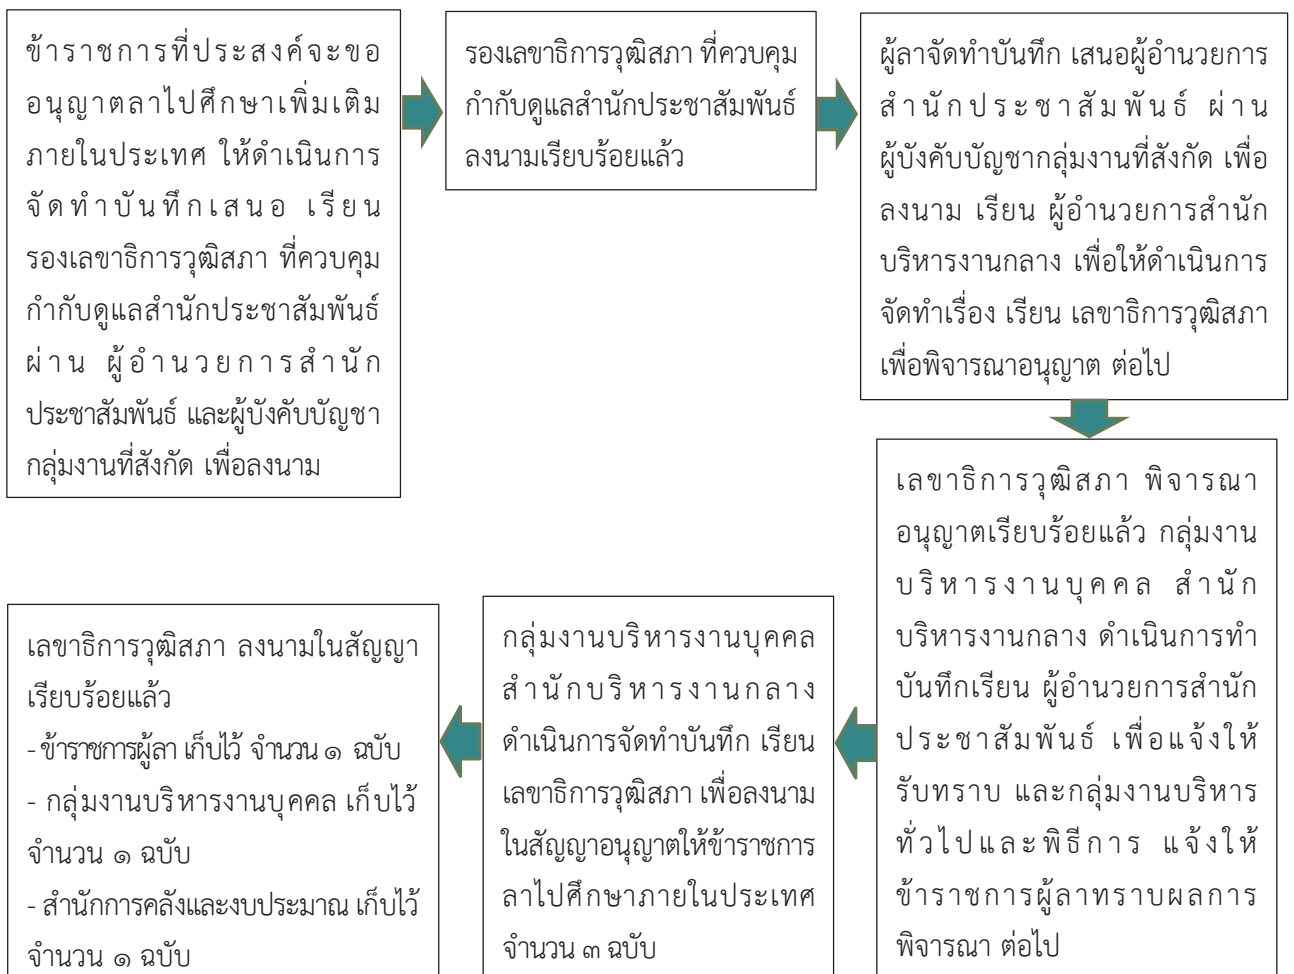 ข้าราชการที่ประสงค์จะขอ
อนุญาตลาไปศึกษาเพิ่มเติม
ภายในประเทศ ให้ดำเนินการ
จัดทำบันทึกเสนอ เรียน
รองเลขาธิการวุฒิสภา ที่ควบคุม
กำกับดูแลสำนักประชาสัมพันธ์
ผ่าน ผู้อำนวยการสำนัก
ประชาสัมพันธ์ และผู้บังคับบัญชา
กลุ่มงานที่สังกัด เพื่อลงนาม
รองเลขาธิการวุฒิสภา ที่ควบคุม
กำกับดูแลสำนักประชาสัมพันธ์
ลงนามเรียบร้อยแล้ว
ผู้ลาจัดทำบันทึก เสนอผู้อำนวยการ
สำนักประชาสัมพันธ์ ผ่าน
ผู้บังคับบัญชากลุ่มงานที่สังกัด เพื่อ
ลงนาม เรียน ผู้อำนวยการสำนัก
บริหารงานกลาง เพื่อให้ดำเนินการ
จัดทำเรื่อง เรียน เลขาธิการวุฒิสภา
เพื่อพิจารณาอนุญาต ต่อไป
เลขาธิการวุฒิสภา พิจารณา
อนุญาตเรียบร้อยแล้ว กลุ่มงาน
บริหารงานบุคคล สำนัก
บริหารงานกลาง ดำเนินการทำ
บันทึกเรียน ผู้อำนวยการสำนัก
ประชาสัมพันธ์ เพื่อแจ้งให้
รับทราบ และกลุ่มงานบริหาร
ทั่วไปและพิธีการ แจ้งให้
ข้าราชการผู้ลาทราบผลการ
พิจารณา ต่อไป
กลุ่มงานบริหารงานบุคคล
สำนักบริหารงานกลาง
ดำเนินการจัดทำบันทึก เรียน
เลขาธิการวุฒิสภา เพื่อลงนาม
ในสัญญาอนุญาตให้ข้าราชการ
ลาไปศึกษาภายในประเทศ
จำนวน ๓ ฉบับ
เลขาธิการวุฒิสภา ลงนามในสัญญา
เรียบร้อยแล้ว
- ข้าราชการผู้ลา เก็บไว้ จำนวน ๑ ฉบับ
- กลุ่มงานบริหารงานบุคคล เก็บไว้
จำนวน ๑ ฉบับ
- สำนักการคลังและงบประมาณ เก็บไว้
จำนวน ๑ ฉบับ